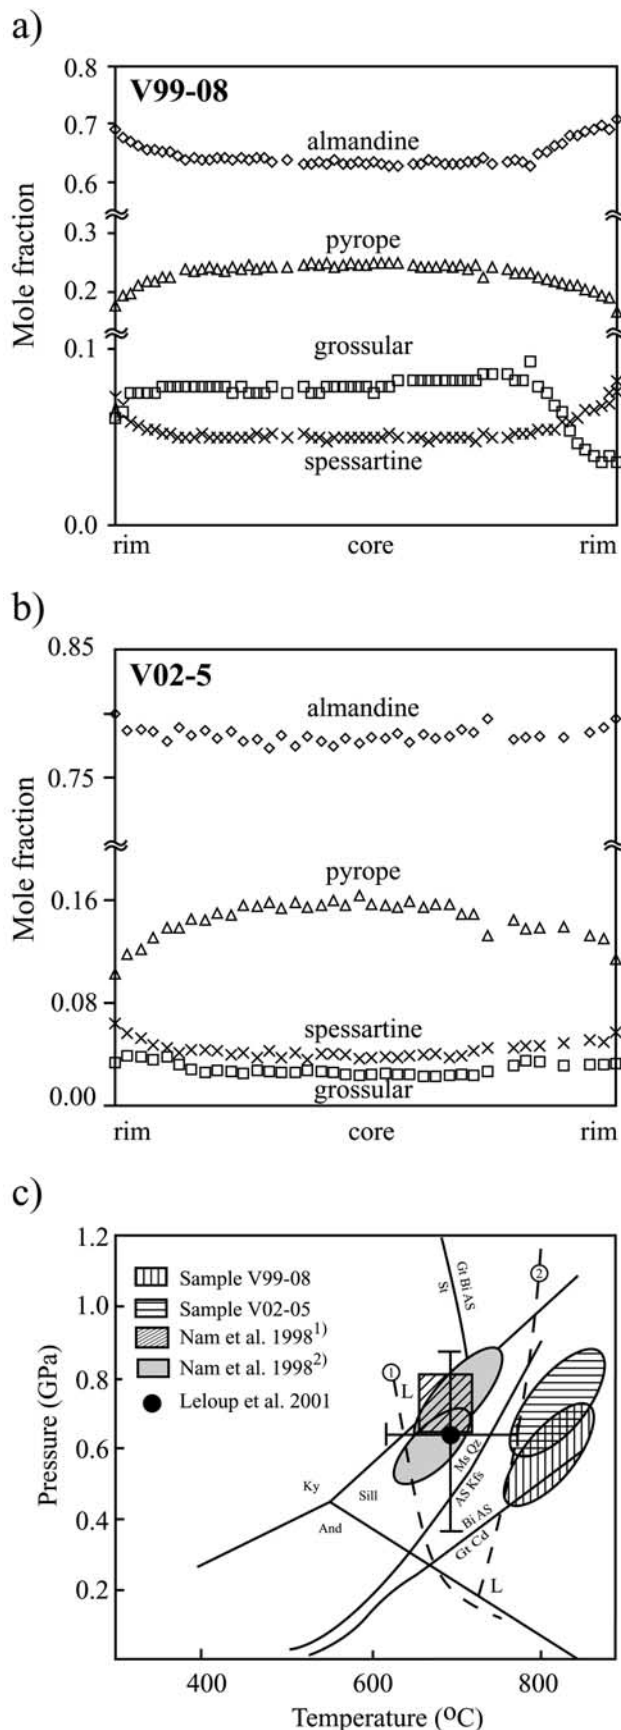 a)
V99-08
0.8
0.7
0.6
0.3
0.2
0.1
0.0
Mole fraction
almandine
pyrope
grossular
spessartine
rim core rim
b)
V02-5
0.85
0.75
0.16
0.08
0.00
Mole fraction
almandine
pyrope
spessartine
grossular
rim core rim
c)
1.2
1.0
0.8
0.6
0.4
0.2
Pressure (GPa)
Sample V99-08
Sample V02-05
Nam et al. 1998¹⁾
Nam et al. 1998²⁾
Leloup et al. 2001
St
Gt Bi AS
②
①
L
Ms Qz
AS Kfs
Ky
Sill
And
Bi AS
Gt Cd
L
400 600 800
Temperature (ºC)